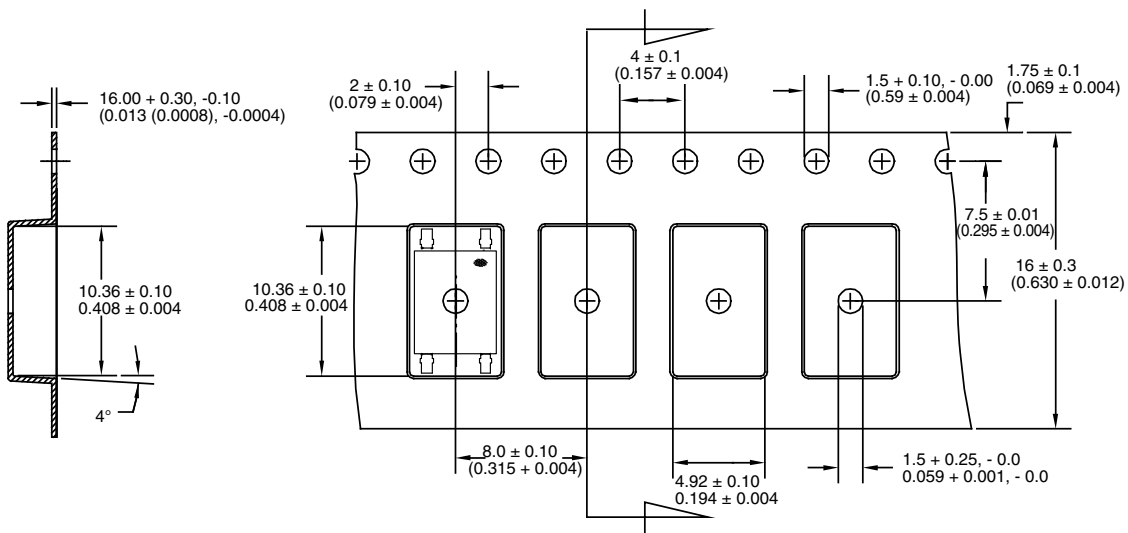 16.00 + 0.30, -0.10
(0.013 (0.0008), -0.0004)
2 ± 0.10
(0.079 ± 0.004)
4 ± 0.1
(0.157 ± 0.004)
1.5 + 0.10, - 0.00
(0.59 ± 0.004)
1.75 ± 0.1
(0.069 ± 0.004)
7.5 ± 0.01
(0.295 ± 0.004)
16 ± 0.3
(0.630 ± 0.012)
10.36 ± 0.10
0.408 ± 0.004
10.36 ± 0.10
0.408 ± 0.004
4°
8.0 ± 0.10
(0.315 + 0.004)
4.92 ± 0.10
0.194 ± 0.004
1.5 + 0.25, - 0.0
0.059 + 0.001, - 0.0